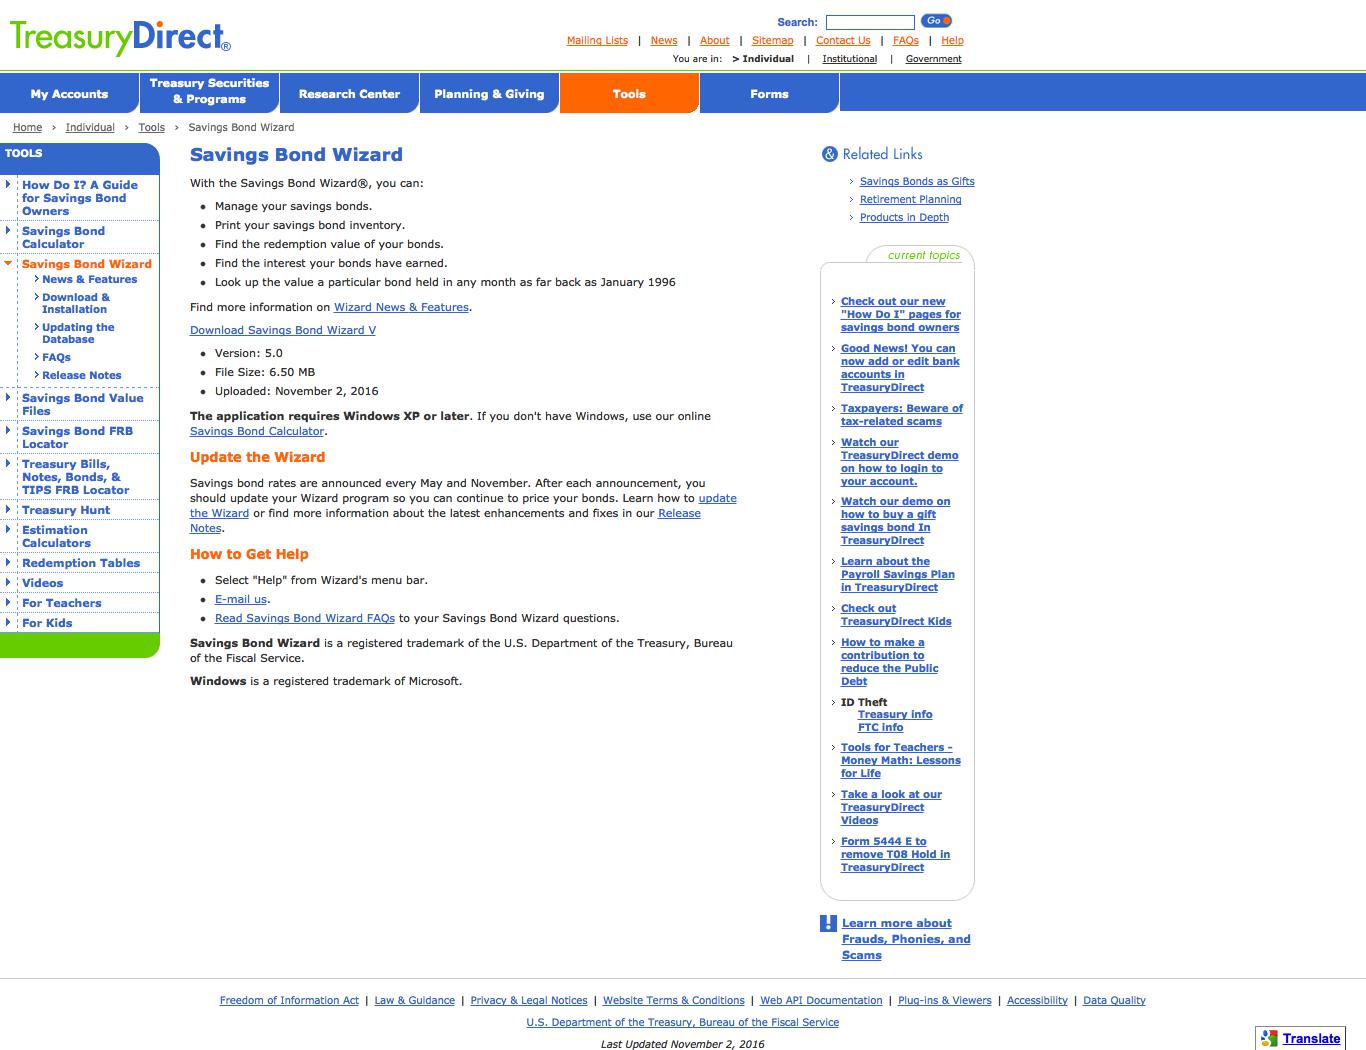 TreasuryDirect®
Search: Go
Mailing Lists | News | About | Sitemap | Contact Us | FAQs | Help
You are in: > Individual | Institutional | Government
My Accounts
Treasury Securities
& Programs
Research Center
Planning & Giving
Tools
Forms
Home › Individual › Tools › Savings Bond Wizard
TOOLS
How Do I? A Guide
for Savings Bond
Owners
Savings Bond
Calculator
Savings Bond Wizard
News & Features
Download &
Installation
Updating the
Database
FAQs
Release Notes
Savings Bond Value
Files
Savings Bond FRB
Locator
Treasury Bills,
Notes, Bonds, &
TIPS FRB Locator
Treasury Hunt
Estimation
Calculators
Redemption Tables
Videos
For Teachers
For Kids
Savings Bond Wizard
With the Savings Bond Wizard®, you can:
• Manage your savings bonds.
• Print your savings bond inventory.
• Find the redemption value of your bonds.
• Find the interest your bonds have earned.
• Look up the value a particular bond held in any month as far back as January 1996
Find more information on Wizard News & Features.
Download Savings Bond Wizard V
• Version: 5.0
• File Size: 6.50 MB
• Uploaded: November 2, 2016
The application requires Windows XP or later. If you don't have Windows, use our online
Savings Bond Calculator.
Update the Wizard
Savings bond rates are announced every May and November. After each announcement, you
should update your Wizard program so you can continue to price your bonds. Learn how to update
the Wizard or find more information about the latest enhancements and fixes in our Release
Notes.
How to Get Help
• Select "Help" from Wizard's menu bar.
• E-mail us.
• Read Savings Bond Wizard FAQs to your Savings Bond Wizard questions.
Savings Bond Wizard is a registered trademark of the U.S. Department of the Treasury, Bureau
of the Fiscal Service.
Windows is a registered trademark of Microsoft.
& Related Links
› Savings Bonds as Gifts
› Retirement Planning
› Products in Depth
current topics
› Check out our new
"How Do I" pages for
savings bond owners
› Good News! You can
now add or edit bank
accounts in
TreasuryDirect
› Taxpayers: Beware of
tax-related scams
› Watch our
TreasuryDirect demo
on how to login to
your account.
› Watch our demo on
how to buy a gift
savings bond In
TreasuryDirect
› Learn about the
Payroll Savings Plan
in TreasuryDirect
› Check out
TreasuryDirect Kids
› How to make a
contribution to
reduce the Public
Debt
› ID Theft
Treasury info
FTC info
› Tools for Teachers -
Money Math: Lessons
for Life
› Take a look at our
TreasuryDirect
Videos
› Form 5444 E to
remove T08 Hold in
TreasuryDirect
! Learn more about
Frauds, Phonies, and
Scams
Freedom of Information Act | Law & Guidance | Privacy & Legal Notices | Website Terms & Conditions | Web API Documentation | Plug-ins & Viewers | Accessibility | Data Quality
U.S. Department of the Treasury, Bureau of the Fiscal Service
Last Updated November 2, 2016
Translate